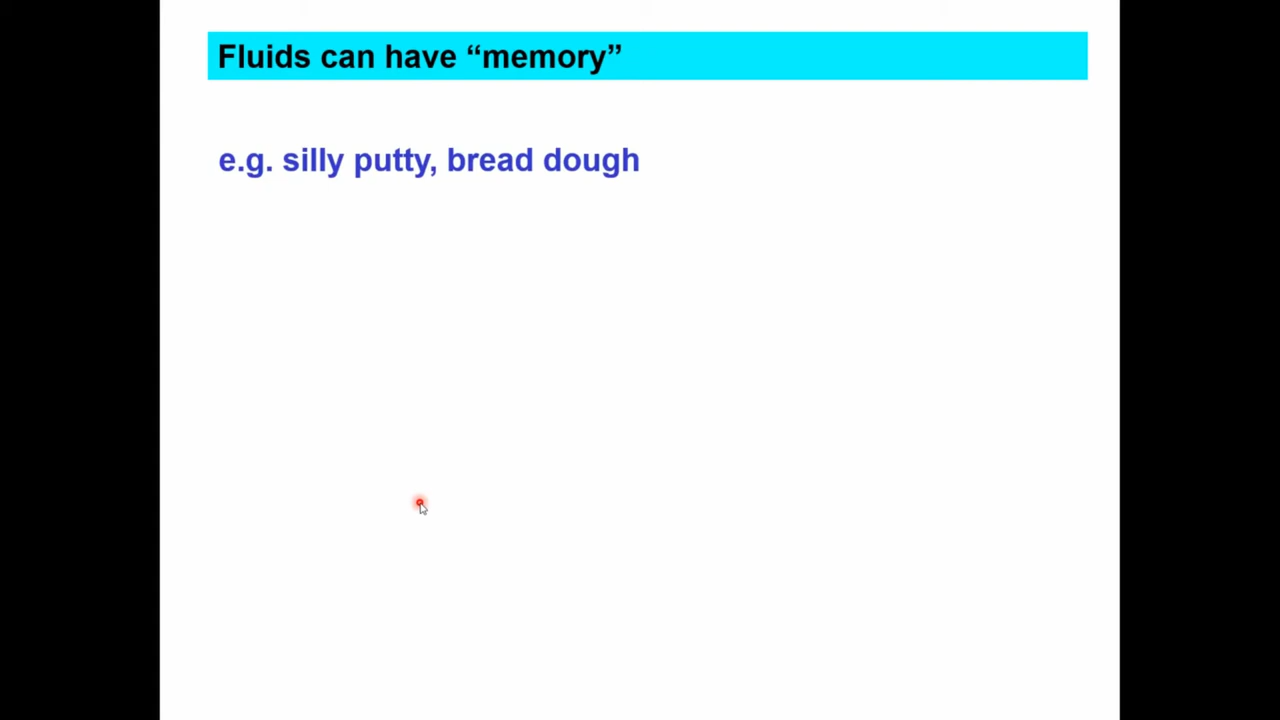 Fluids can have “memory”
e.g. silly putty, bread dough